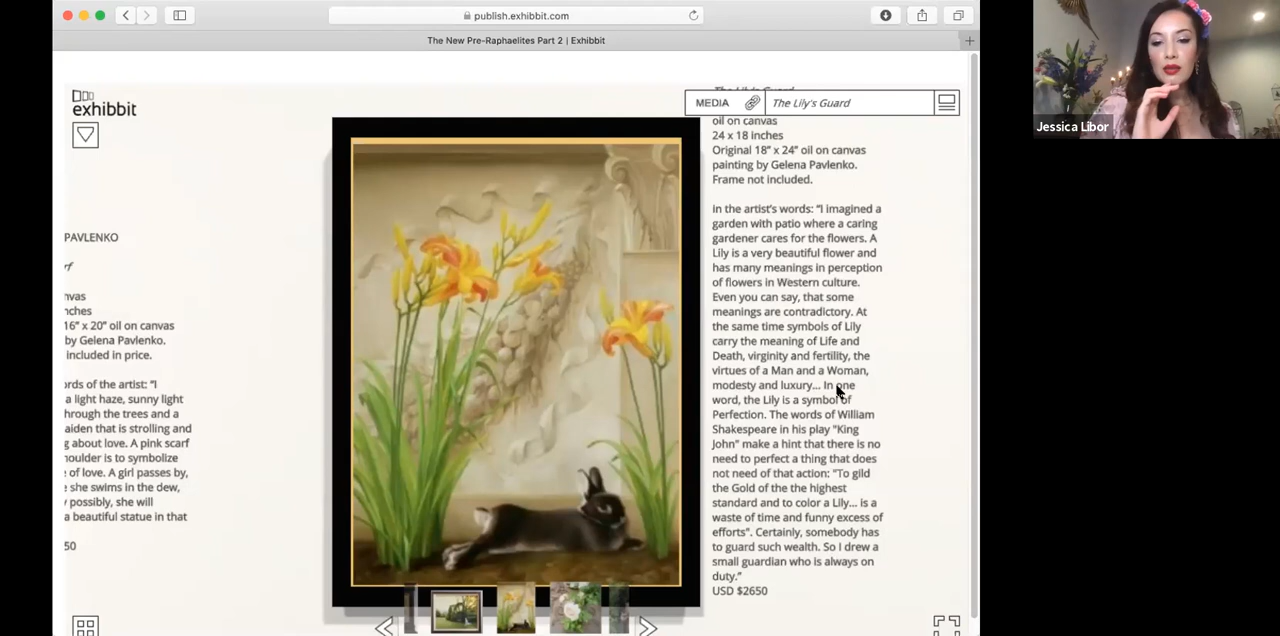 publish.exhibbit.com
The New Pre-Raphaelites Part 2 | Exhibbit
exhibbit
MEDIA
The Lily's Guard
Jessica Libor
PAVLENKO
rf
nvas
nches
16" x 20" oil on canvas
by Gelena Pavlenko.
included in price.
ords of the artist: "I
a light haze, sunny light
hrough the trees and a
aiden that is strolling and
g about love. A pink scarf
houlder is to symbolize
of love. A girl passes by,
she swims in the dew,
possibly, she will
a beautiful statue in that
50
The Lily's Guard
oil on canvas
24 x 18 inches
Original 18" x 24" oil on canvas
painting by Gelena Pavlenko.
Frame not included.
in the artist's words: "I imagined a
garden with patio where a caring
gardener cares for the flowers. A
Lily is a very beautiful flower and
has many meanings in perception
of flowers in Western culture.
Even you can say, that some
meanings are contradictory. At
the same time symbols of Lily
carry the meaning of Life and
Death, virginity and fertility, the
virtues of a Man and a Woman,
modesty and luxury... In one
word, the Lily is a symbol of
Perfection. The words of William
Shakespeare in his play "King
John" make a hint that there is no
need to perfect a thing that does
not need of that action: "To gild
the Gold of the the highest
standard and to color a Lily... is a
waste of time and funny excess of
efforts". Certainly, somebody has
to guard such wealth. So I drew a
small guardian who is always on
duty."
USD $2650